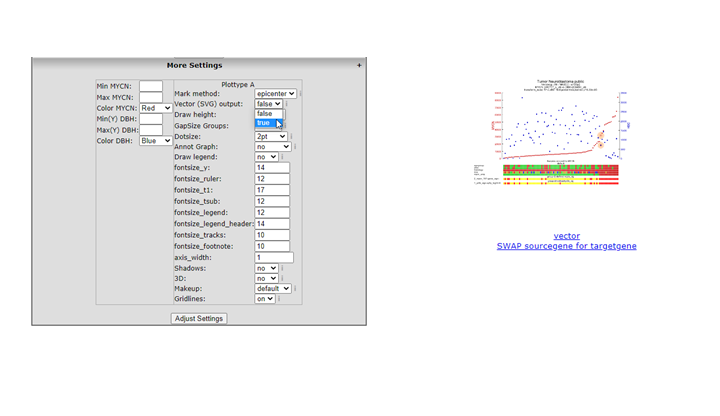 More Settings +
Min MYCN:
Max MYCN:
Color MYCN: Red
Min(Y) DBH:
Max(Y) DBH:
Color DBH: Blue
Plottype A
Mark method: epicenter
Vector (SVG) output: false
false
true
Draw height:
GapSize Groups:
Dotsize: 2pt
Annot Graph: no
Draw legend: no
fontsize_y: 14
fontsize_ruler: 12
fontsize_t1: 17
fontsize_tsub: 12
fontsize_legend: 12
fontsize_legend_header: 14
fontsize_tracks: 10
fontsize_footnote: 10
axis_width: 1
Shadows: no
3D: no
Makeup: default
Gridlines: on
Adjust Settings
Tumor Neuroblastoma public
vector
SWAP sourcegene for targetgene